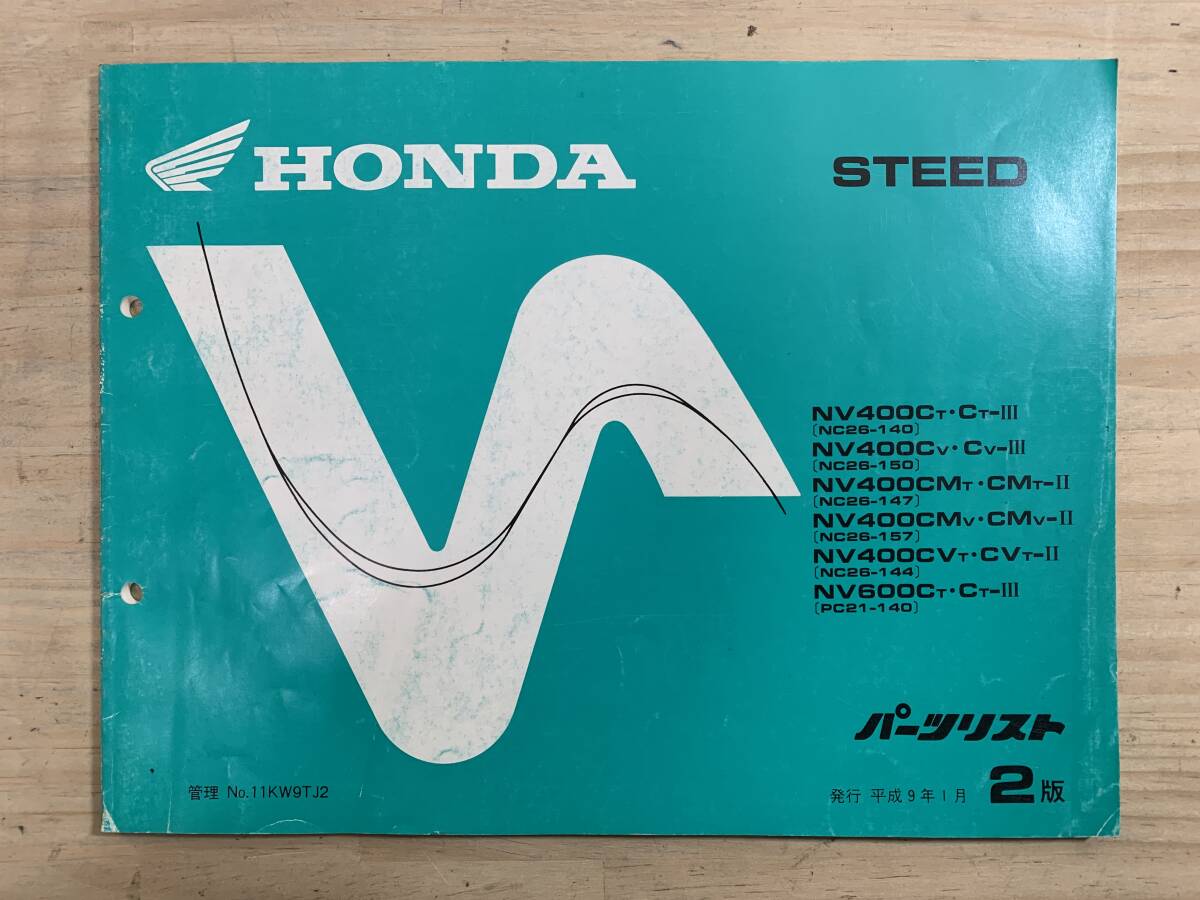 HONDA
STEED
NV400CT・CT-III
(NC26-140)
NV400CV・CV-III
(NC26-150)
NV400CMT・CMT-II
(NC26-147)
NV400CMV・CMV-II
(NC26-157)
NV400CVT・CVT-II
(NC26-144)
NV600CT・CT-III
(PC21-140)
パーツリスト
管理 No.11KW9TJ2
発行 平成9年1月 2版